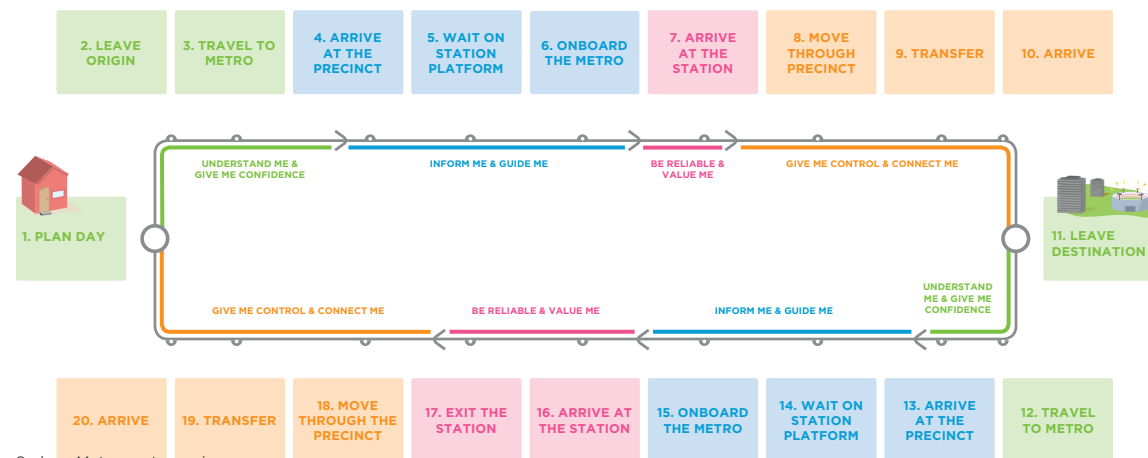 2. LEAVE
ORIGIN
3. TRAVEL TO
METRO
4. ARRIVE
AT THE
PRECINCT
5. WAIT ON
STATION
PLATFORM
6. ONBOARD
THE METRO
7. ARRIVE
AT THE
STATION
8. MOVE
THROUGH
PRECINCT
9. TRANSFER
10. ARRIVE
UNDERSTAND ME &
GIVE ME CONFIDENCE
INFORM ME & GUIDE ME
BE RELIABLE &
VALUE ME
GIVE ME CONTROL & CONNECT ME
1. PLAN DAY
11. LEAVE
DESTINATION
GIVE ME CONTROL & CONNECT ME
BE RELIABLE & VALUE ME
INFORM ME & GUIDE ME
UNDERSTAND
ME & GIVE ME
CONFIDENCE
20. ARRIVE
19. TRANSFER
18. MOVE
THROUGH THE
PRECINCT
17. EXIT THE
STATION
16. ARRIVE AT
THE STATION
15. ONBOARD
THE METRO
14. WAIT ON
STATION
PLATFORM
13. ARRIVE
AT THE
PRECINCT
12. TRAVEL
TO METRO